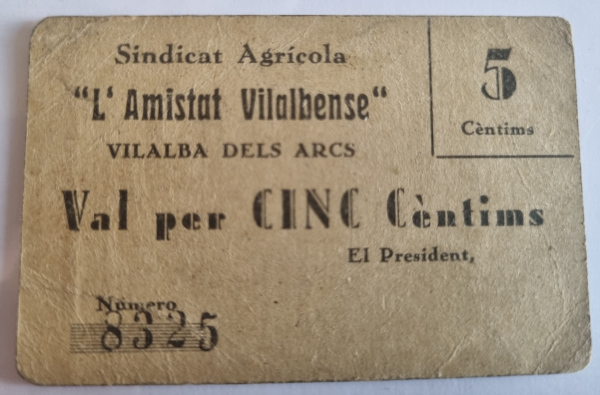 Sindicat Agrícola
"L'Amistat Vilalbense"
VILALBA DELS ARCS
5
Cèntims
Val per CINC Cèntims
El President,
Número
8325